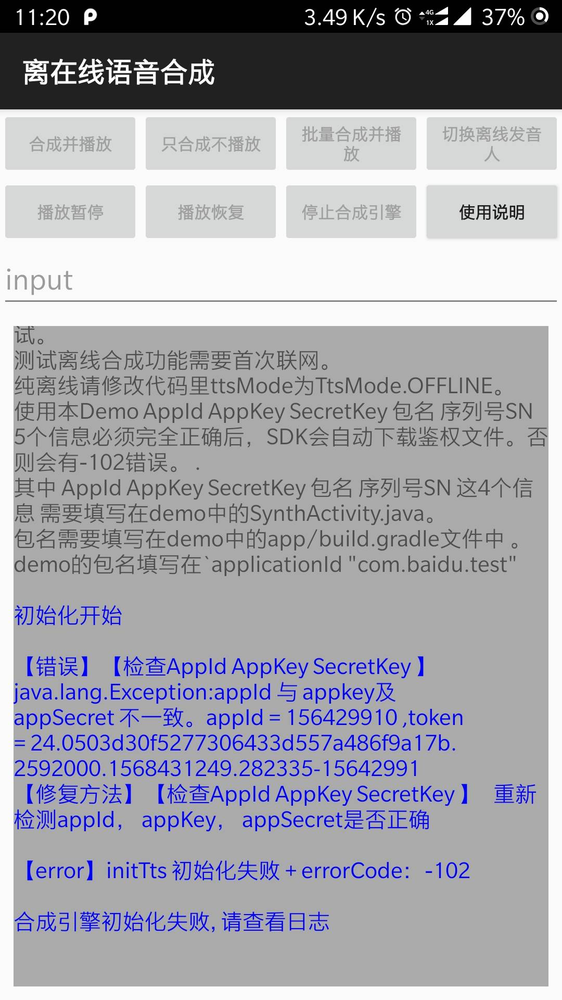 11:20
3.49 K/s 4G 1X 37%
离在线语音合成
合成并播放 只合成不播放 批量合成并播放 切换离线发音人
播放暂停 播放恢复 停止合成引擎 使用说明
input
试。
测试离线合成功能需要首次联网。
纯离线请修改代码里ttsMode为TtsMode.OFFLINE。
使用本Demo AppId AppKey SecretKey 包名 序列号SN
5个信息必须完全正确后，SDK会自动下载鉴权文件。否
则会有-102错误。 .
其中 AppId AppKey SecretKey 包名 序列号SN 这4个信
息 需要填写在demo中的SynthActivity.java。
包名需要填写在demo中的app/build.gradle文件中 。
demo的包名填写在`applicationId "com.baidu.test"
初始化开始
【错误】【检查AppId AppKey SecretKey 】
java.lang.Exception:appId 与 appkey及
appSecret 不一致。appId = 156429910 ,token
= 24.0503d30f5277306433d557a486f9a17b.
2592000.1568431249.282335-15642991
【修复方法】【检查AppId AppKey SecretKey 】 重新
检测appId， appKey， appSecret是否正确
【error】initTts 初始化失败 + errorCode：-102
合成引擎初始化失败, 请查看日志